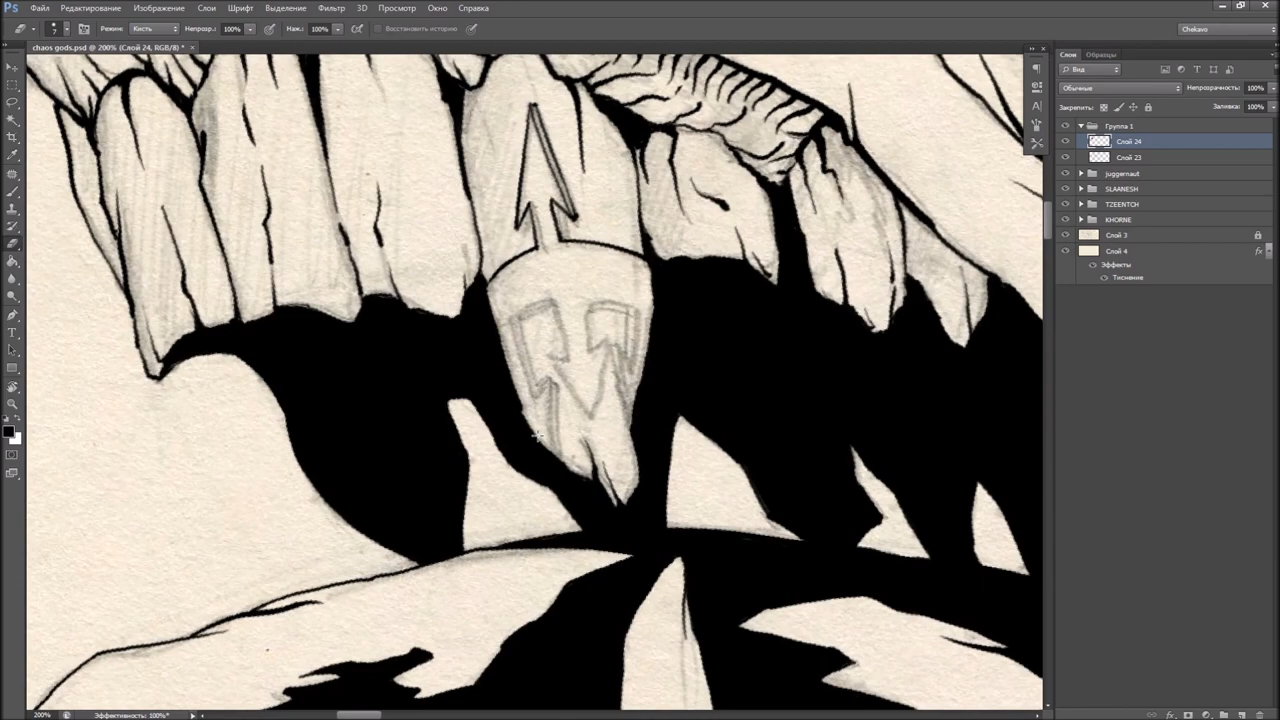 Ps Файл Редактирование Изображение Слои Шрифт Выделение Фильтр 3D Просмотр Окно Справка
7 Режим: Кисть Непрозр.: 100% Наж.: 100% Восстановить историю Chekavo
chaos gods.psd @ 200% (Слой 24, RGB/8) * ×
Слои Образцы
Вид
Обычные Непрозрачность: 100%
Закрепить: Заливка: 100%
Группа 1
Слой 24
Слой 23
juggernaut
SLAANESH
TZEENTCH
KHORNE
Слой 3
Слой 4 fx
Эффекты
Тиснение
200% Эффективность: 100%*